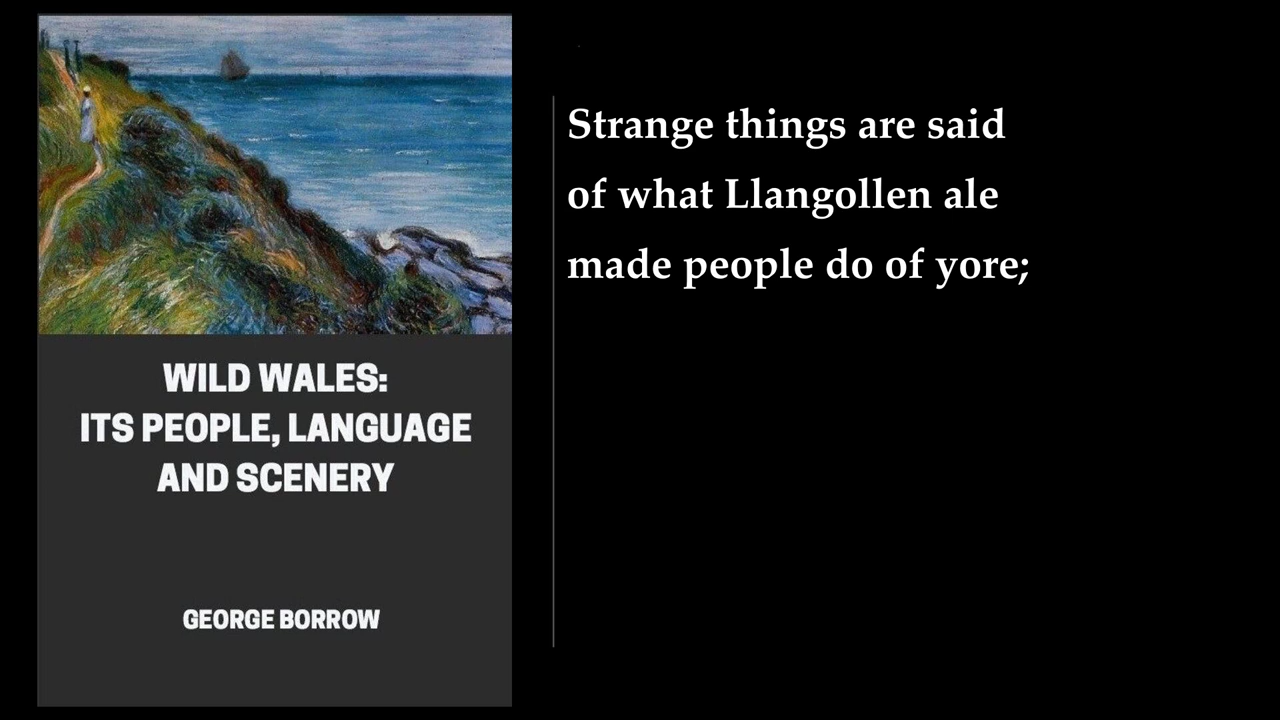 WILD WALES:
ITS PEOPLE, LANGUAGE
AND SCENERY
GEORGE BORROW
Strange things are said
of what Llangollen ale
made people do of yore;